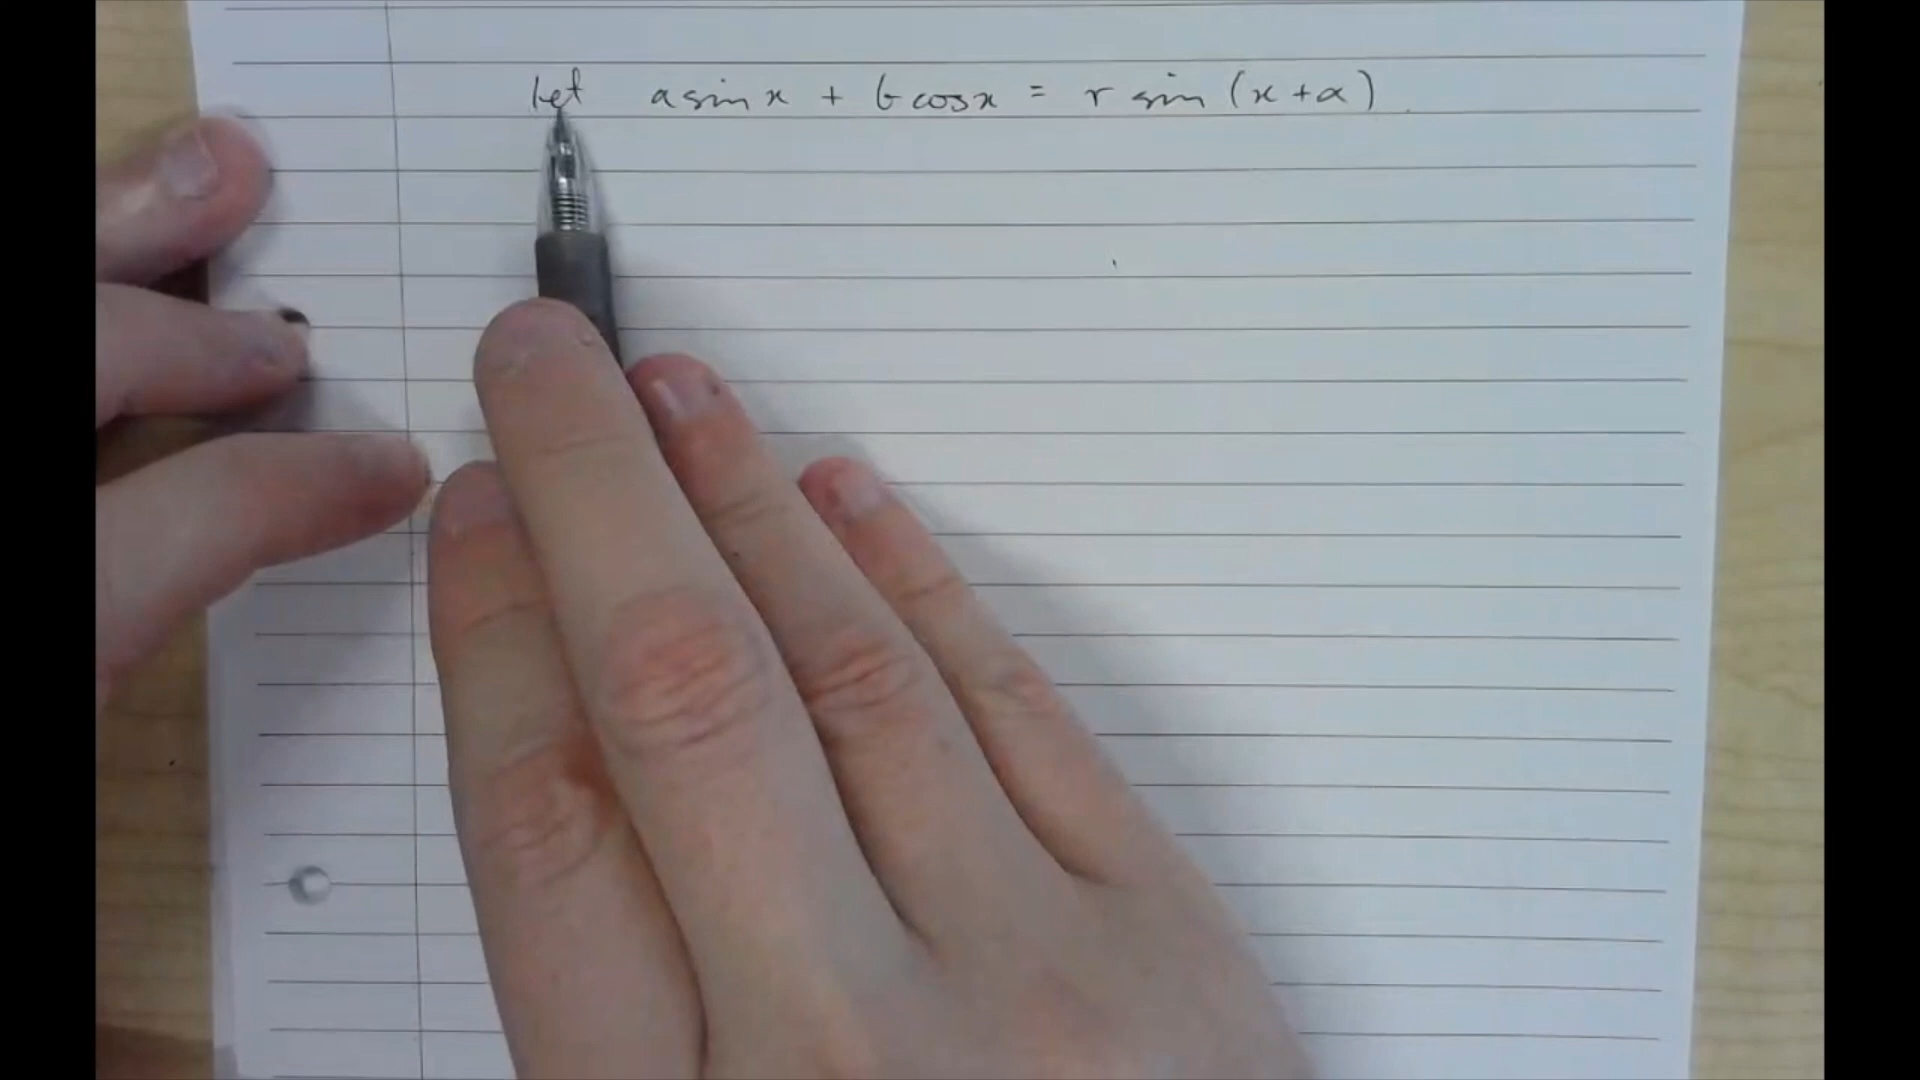 Let a sin x + b cos x = r sin (x + α)